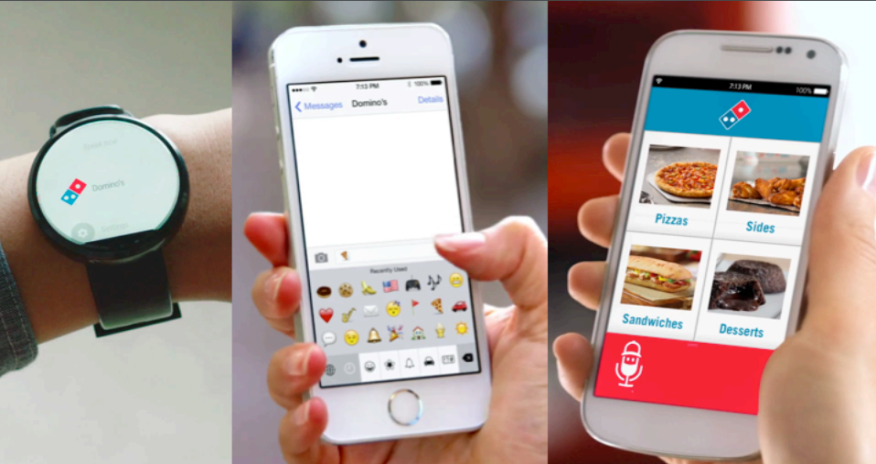 Domino's
7:13 PM 100%
Messages Domino's Details
Recently Used
7:13 PM 100%
Pizzas
Sides
Sandwiches
Desserts